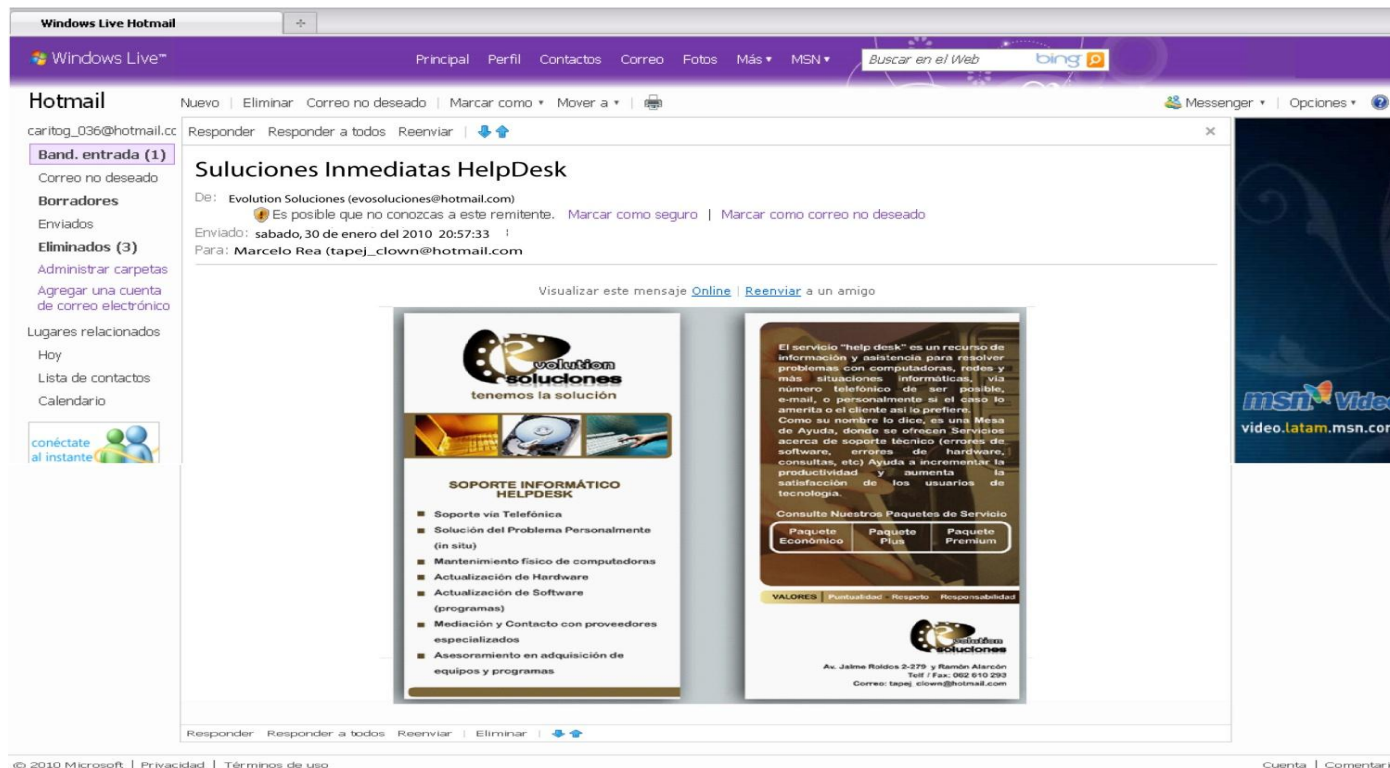 Windows Live Hotmail
Windows Live™
Principal Perfil Contactos Correo Fotos Más MSN
Buscar en el Web bing
Hotmail
Nuevo | Eliminar Correo no deseado | Marcar como Mover a
Messenger | Opciones
caritog_036@hotmail.cc
Responder Responder a todos Reenviar
Band. entrada (1)
Correo no deseado
Borradores
Enviados
Eliminados (3)
Administrar carpetas
Agregar una cuenta
de correo electrónico
Lugares relacionados
Hoy
Lista de contactos
Calendario
conéctate
al instante
Suluciones Inmediatas HelpDesk
De: Evolution Soluciones (evosoluciones@hotmail.com)
Es posible que no conozcas a este remitente. Marcar como seguro | Marcar como correo no deseado
Enviado: sabado, 30 de enero del 2010 20:57:33
Para: Marcelo Rea (tapej_clown@hotmail.com
Visualizar este mensaje Online | Reenviar a un amigo
evolution
soluciones
tenemos la solución
SOPORTE INFORMÁTICO
HELPDESK
Soporte vía Telefónica
Solución del Problema Personalmente
(in situ)
Mantenimiento físico de computadoras
Actualización de Hardware
Actualización de Software
(programas)
Mediación y Contacto con proveedores
especializados
Asesoramiento en adquisición de
equipos y programas
El servicio "help desk" es un recurso de
información y asistencia para resolver
problemas con computadoras, redes y
más situaciones informáticas, vía
número telefónico de ser posible,
e-mail, o personalmente si el caso lo
amerita o el cliente asi lo prefiere.
Como su nombre lo dice, es una Mesa
de Ayuda, donde se ofrecen Servicios
acerca de soporte técnico (errores de
software, errores de hardware,
consultas, etc) Ayuda a incrementar la
productividad y aumenta la
satisfacción de los usuarios de
tecnología.
Consulte Nuestros Paquetes de Servicio
Paquete Paquete Paquete
Económico Plus Premium
VALORES Puntualidad - Respeto Responsabilidad
evolution
soluciones
Av. Jaime Roldos 2-279 y Ramón Alarcón
Telf / Fax: 062 610 293
Correo: tapej_clown@hotmail.com
msn Video
video.latam.msn.com
Responder Responder a todos Reenviar | Eliminar |
© 2010 Microsoft | Privacidad | Términos de uso
Cuenta | Comentari